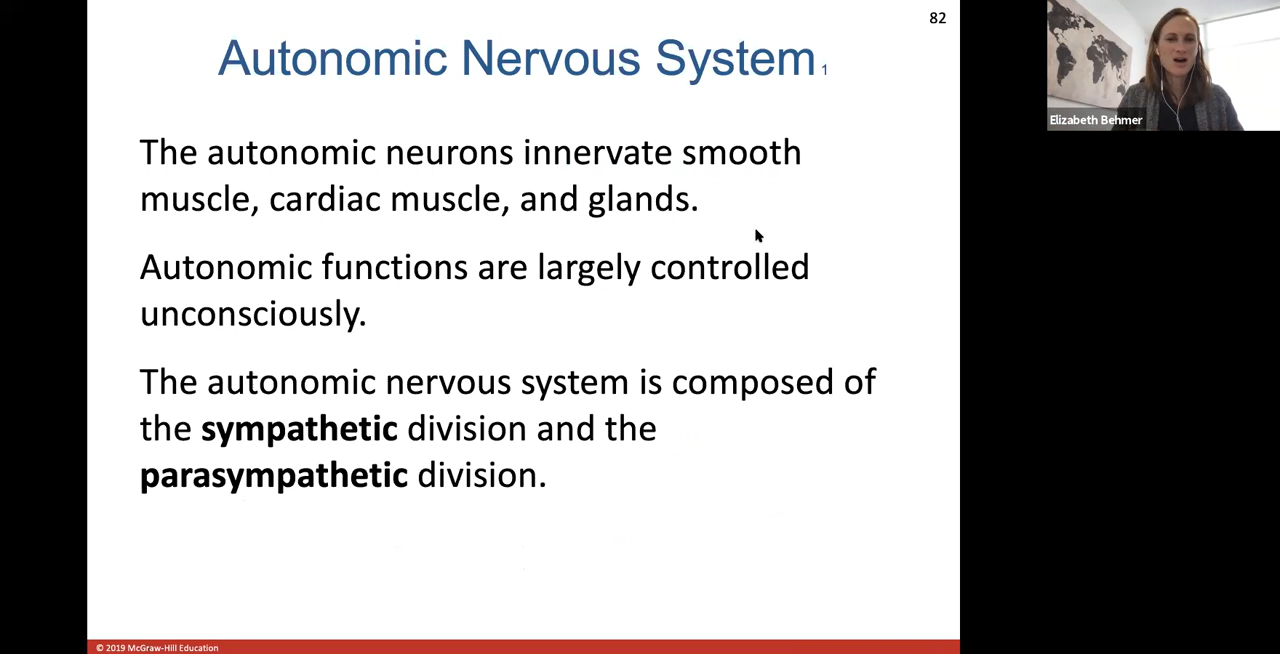 82
Autonomic Nervous System 1
The autonomic neurons innervate smooth
muscle, cardiac muscle, and glands.
Autonomic functions are largely controlled
unconsciously.
The autonomic nervous system is composed of
the sympathetic division and the
parasympathetic division.
© 2019 McGraw-Hill Education
Elizabeth Behmer